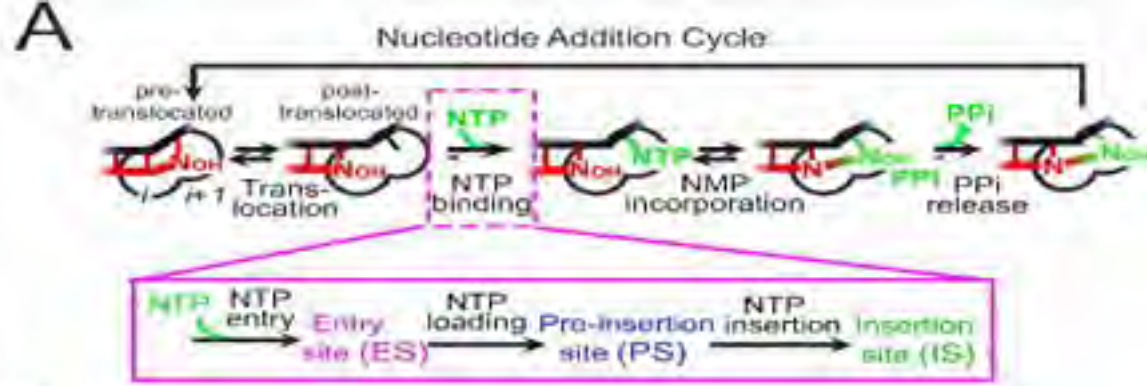 A
Nucleotide Addition Cycle
pre-
translocated
post-
translocated
NTP
PPi
NOH
NOH
NOH
NTP
N
NOH
PPi
N
NOH
i
i+1
Trans-
location
NTP
binding
NMP
incorporation
PPi
release
NTP
NTP
entry
Entry
site (ES)
NTP
loading
Pre-insertion
site (PS)
NTP
insertion
Insertion
site (IS)